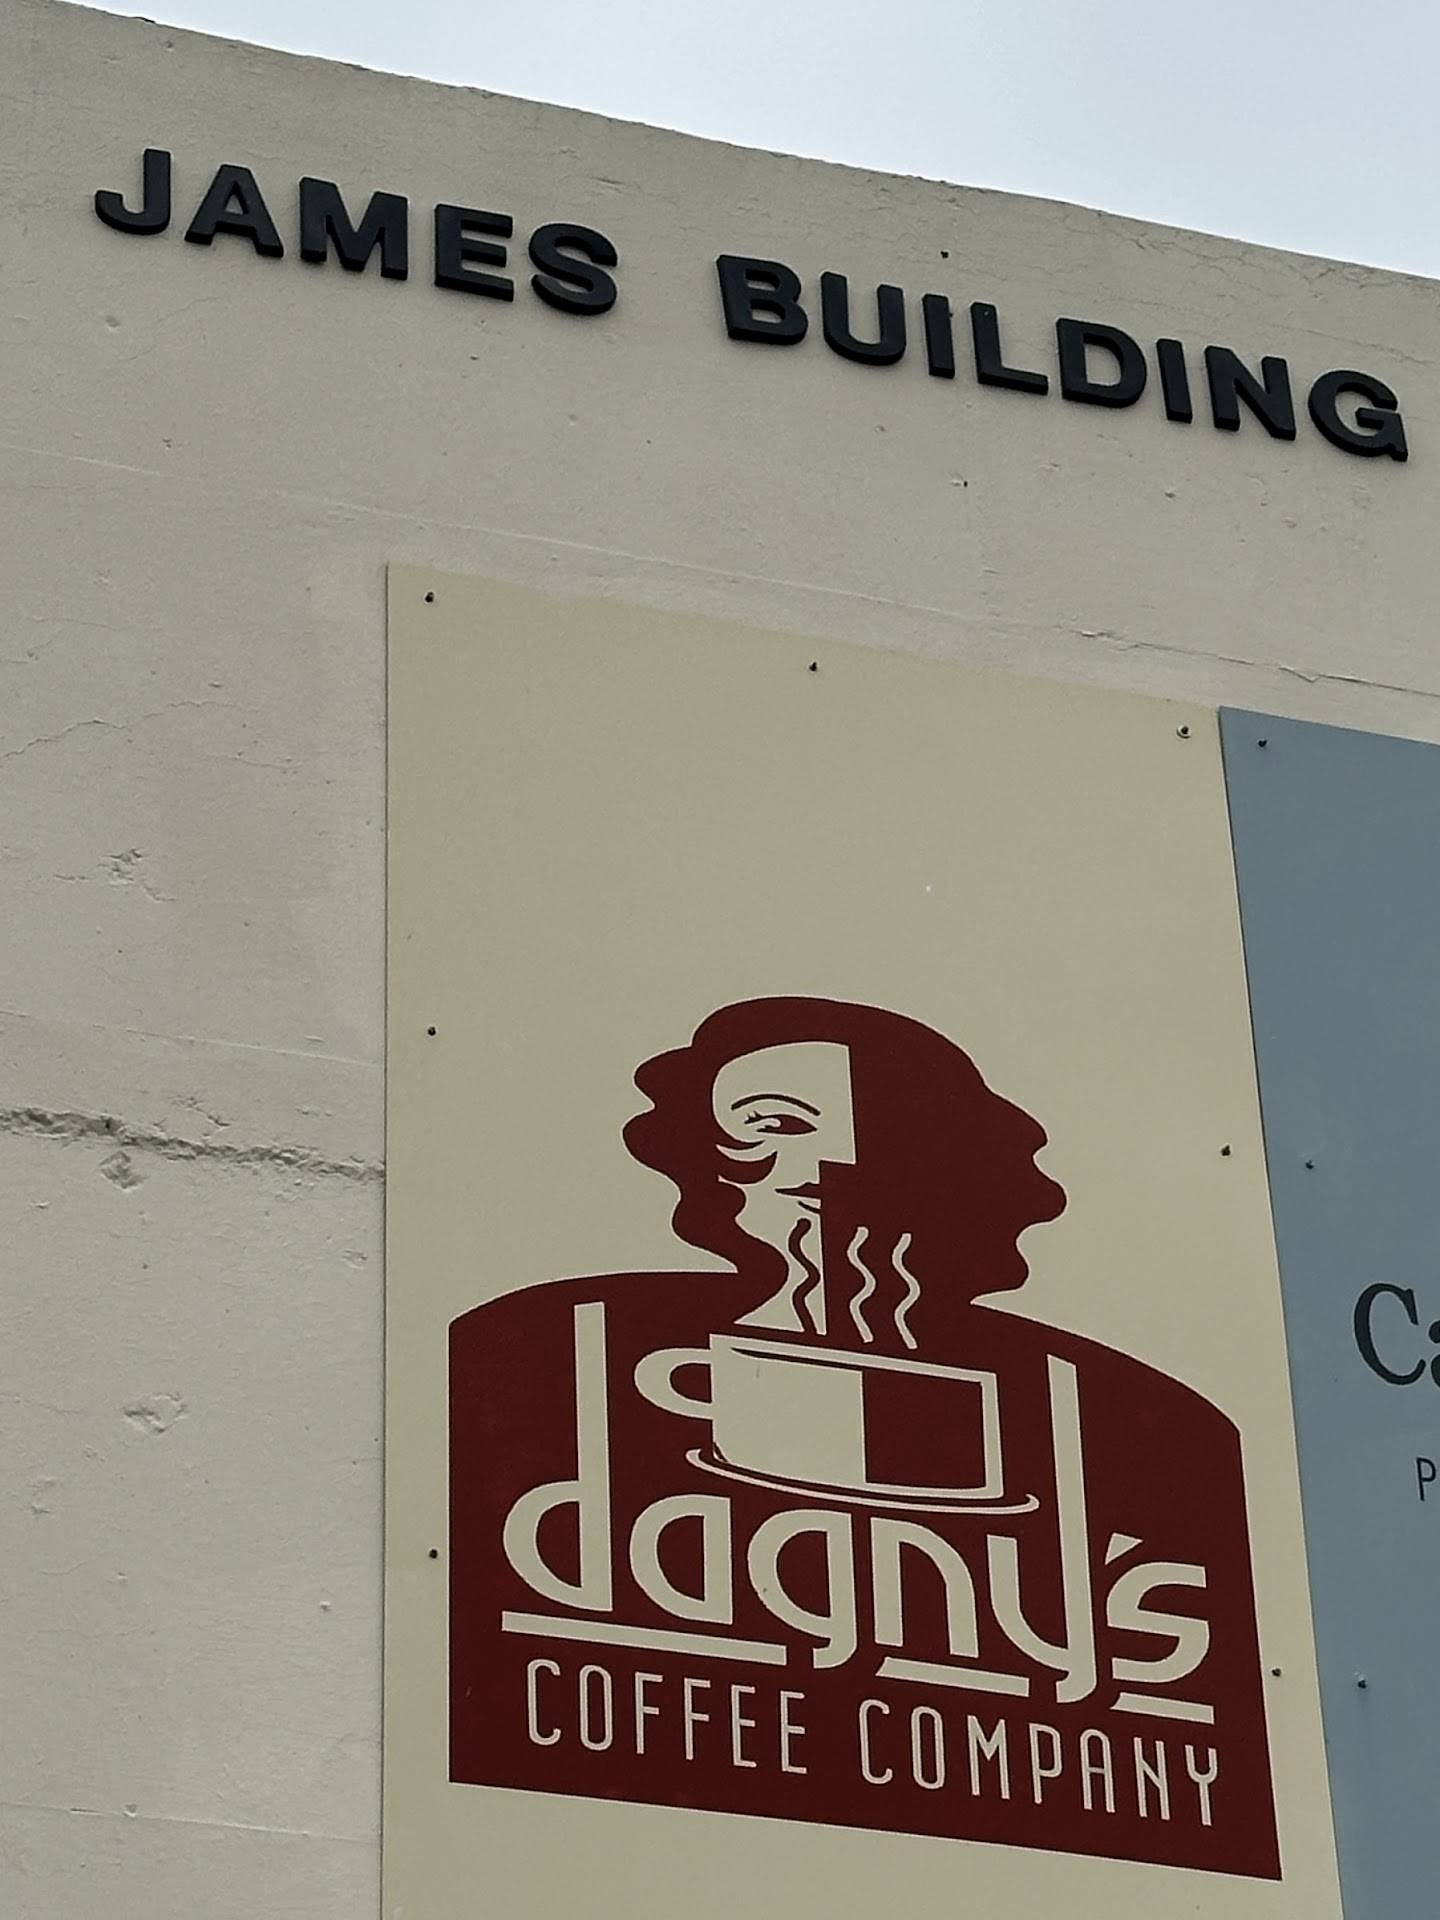 JAMES BUILDING
dagny's
COFFEE COMPANY